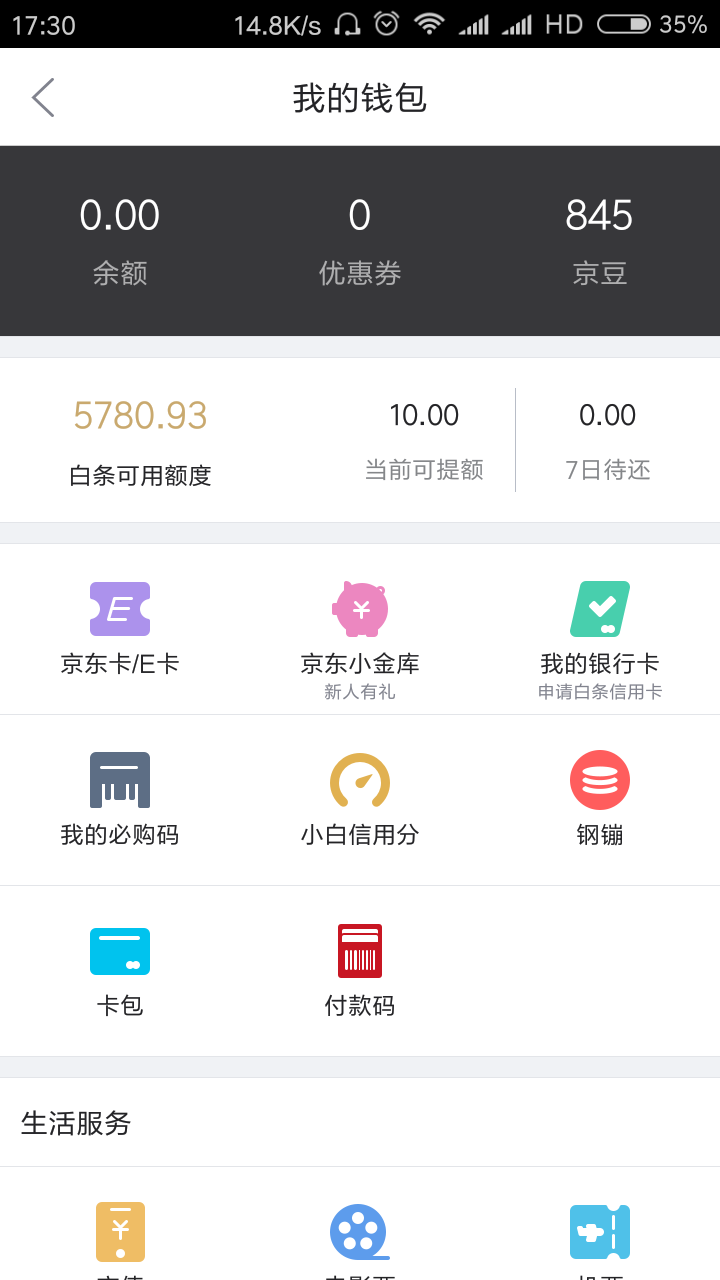 17:30 14.8K/s HD 35%
我的钱包
0.00 0 845
余额 优惠券 京豆
5780.93 10.00 0.00
白条可用额度 当前可提额 7日待还
E ¥
京东卡/E卡 京东小金库 我的银行卡
新人有礼 申请白条信用卡
我的必购码 小白信用分 钢镚
卡包 付款码
生活服务
¥